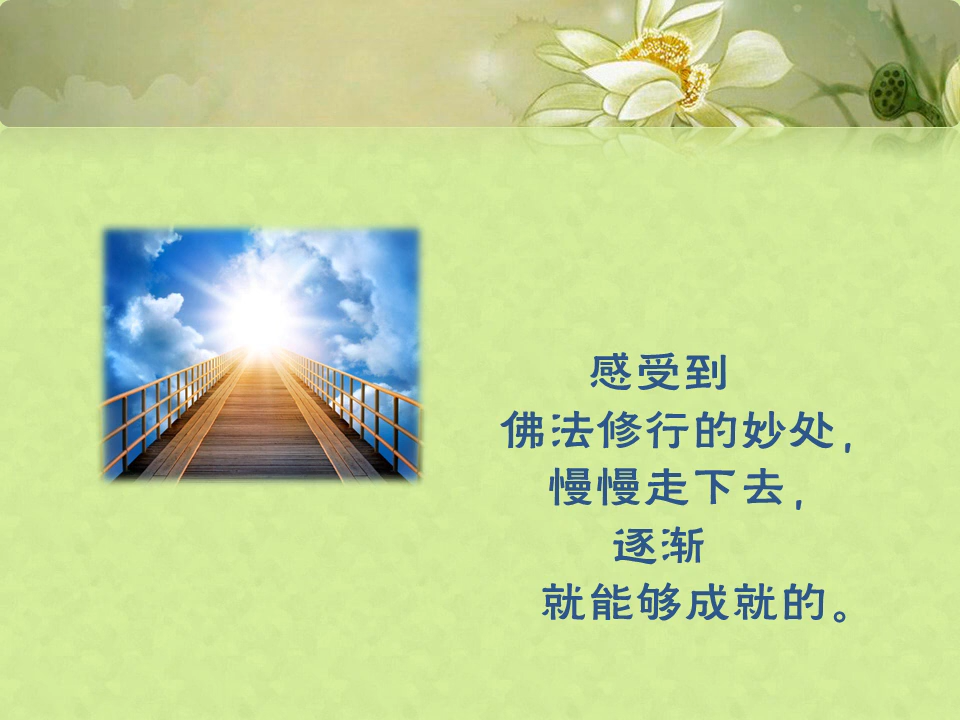 感受到
佛法修行的妙处，
慢慢走下去，
逐渐
就能够成就的。